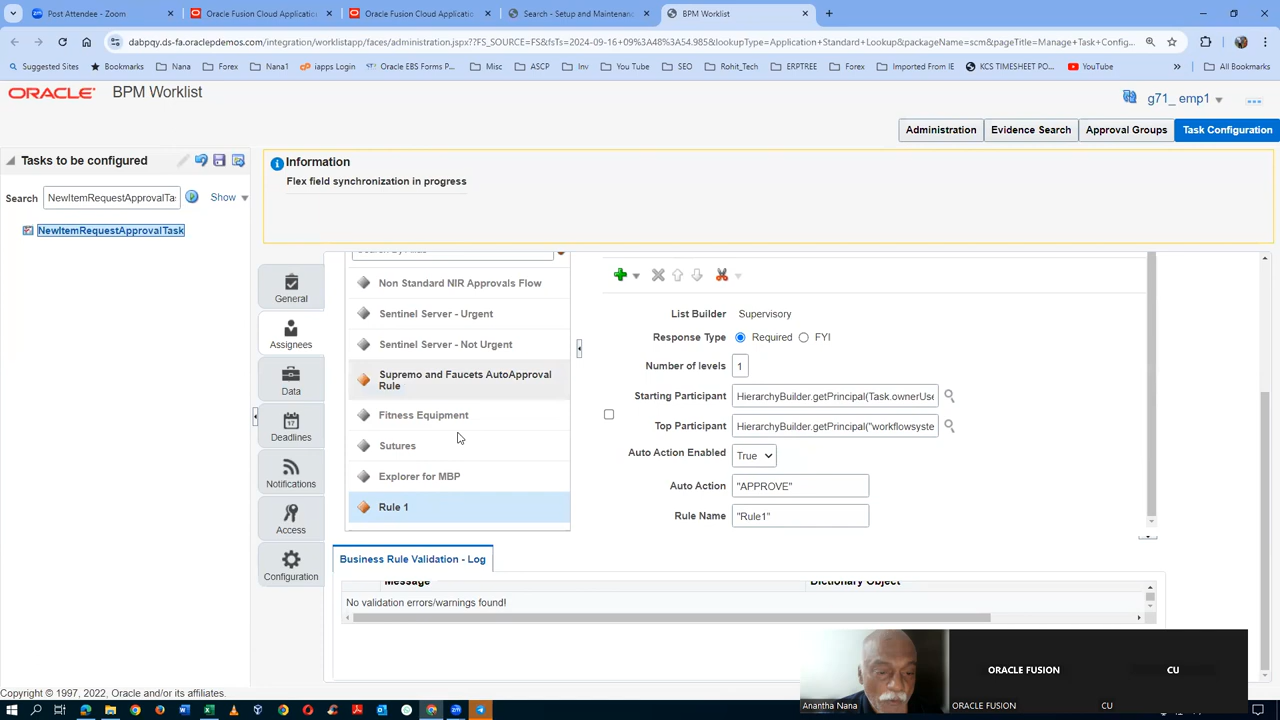 Post Attendee - Zoom
Oracle Fusion Cloud Applicatio
Oracle Fusion Cloud Applicatio
Search - Setup and Maintenanc
BPM Worklist
dabpqy.ds-fa.oraclepdemos.com/integration/worklistapp/faces/administration.jspx??FS_SOURCE=FS&fsTs=2024-09-16+09%3A48%3A54.985&lookupType=Application+Standard+Lookup&packageName=scm&pageTitle=Manage+Task+Config...
Suggested Sites
Bookmarks
Nana
Forex
Nana1
iapps Login
Oracle EBS Forms P...
Misc
ASCP
Inv
You Tube
SEO
Rohit_Tech
ERPTREE
Forex
Imported From IE
KCS TIMESHEET PO...
YouTube
All Bookmarks
ORACLE BPM Worklist
g71_ emp1
Administration
Evidence Search
Approval Groups
Task Configuration
Tasks to be configured
Search NewItemRequestApprovalTa: Show
NewItemRequestApprovalTask
Information
Flex field synchronization in progress
General
Assignees
Data
Deadlines
Notifications
Access
Configuration
Non Standard NIR Approvals Flow
Sentinel Server - Urgent
Sentinel Server - Not Urgent
Supremo and Faucets AutoApproval
Rule
Fitness Equipment
Sutures
Explorer for MBP
Rule 1
List Builder Supervisory
Response Type Required FYI
Number of levels 1
Starting Participant HierarchyBuilder.getPrincipal(Task.ownerUse
Top Participant HierarchyBuilder.getPrincipal("workflowsyste
Auto Action Enabled True
Auto Action "APPROVE"
Rule Name "Rule1"
Business Rule Validation - Log
Message Dictionary Object
No validation errors/warnings found!
Anantha Nana
ORACLE FUSION
ORACLE FUSION
CU
CU
Copyright © 1997, 2022, Oracle and/or its affiliates.